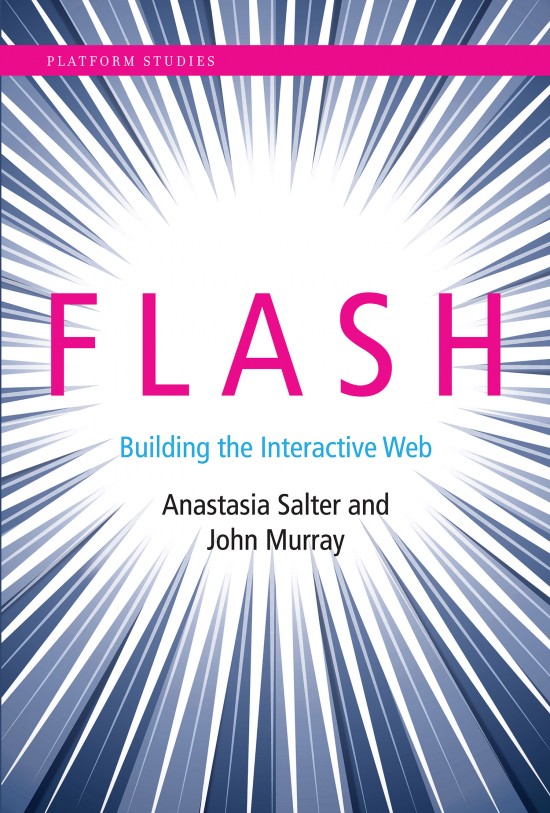 PLATFORM STUDIES
FLASH
Building the Interactive Web
Anastasia Salter and
John Murray